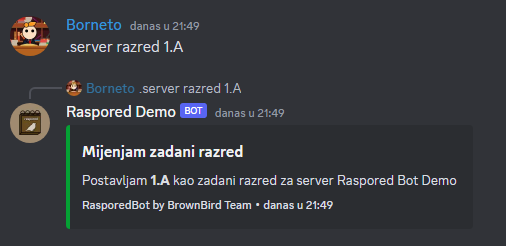 Borneto danas u 21:49
.server razred 1.A
Borneto .server razred 1.A
Raspored Demo BOT danas u 21:49
Mijenjam zadani razred
Postavljam 1.A kao zadani razred za server Raspored Bot Demo
RasporedBot by BrownBird Team • danas u 21:49